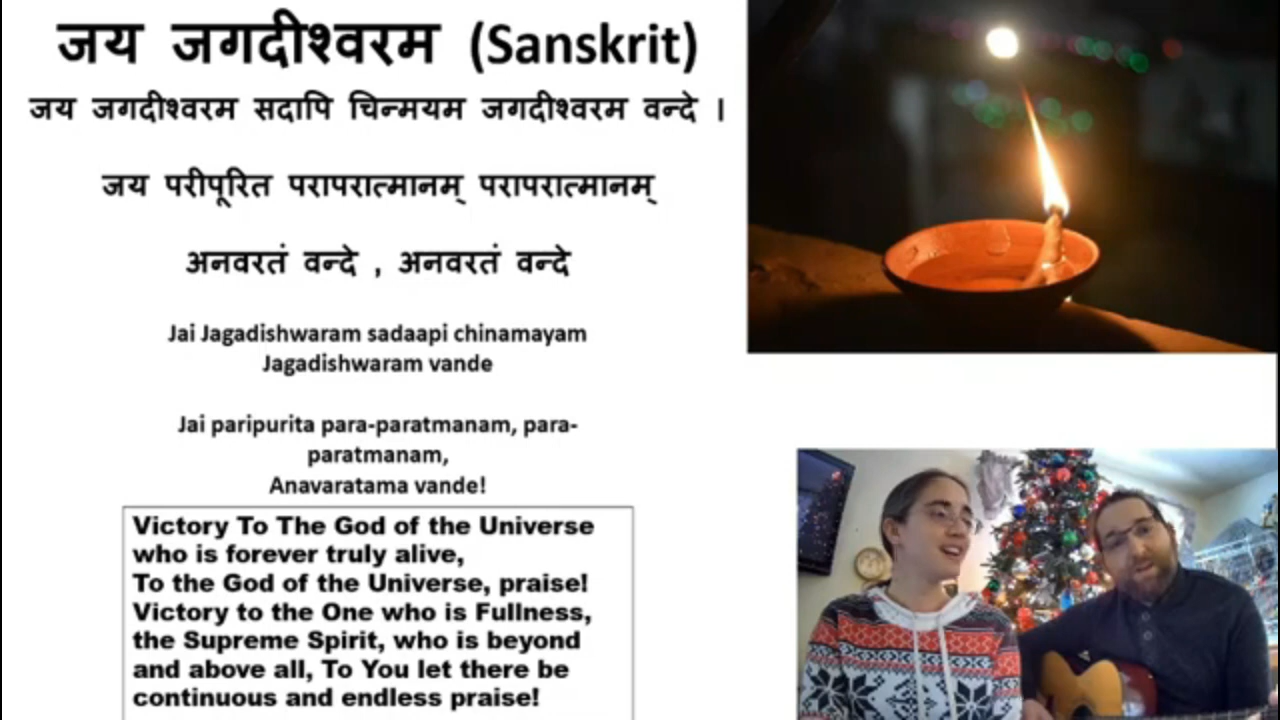 जय जगदीश्वरम (Sanskrit)
जय जगदीश्वरम सदापि चिन्मयम जगदीश्वरम वन्दे ।
जय परीपूरित परापरात्मानम् परापरात्मानम्
अनवरतं वन्दे , अनवरतं वन्दे
Jai Jagadishwaram sadaapi chinamayam
Jagadishwaram vande
Jai paripurita para-paratmanam, para-
paratmanam,
Anavaratama vande!
Victory To The God of the Universe
who is forever truly alive,
To the God of the Universe, praise!
Victory to the One who is Fullness,
the Supreme Spirit, who is beyond
and above all, To You let there be
continuous and endless praise!